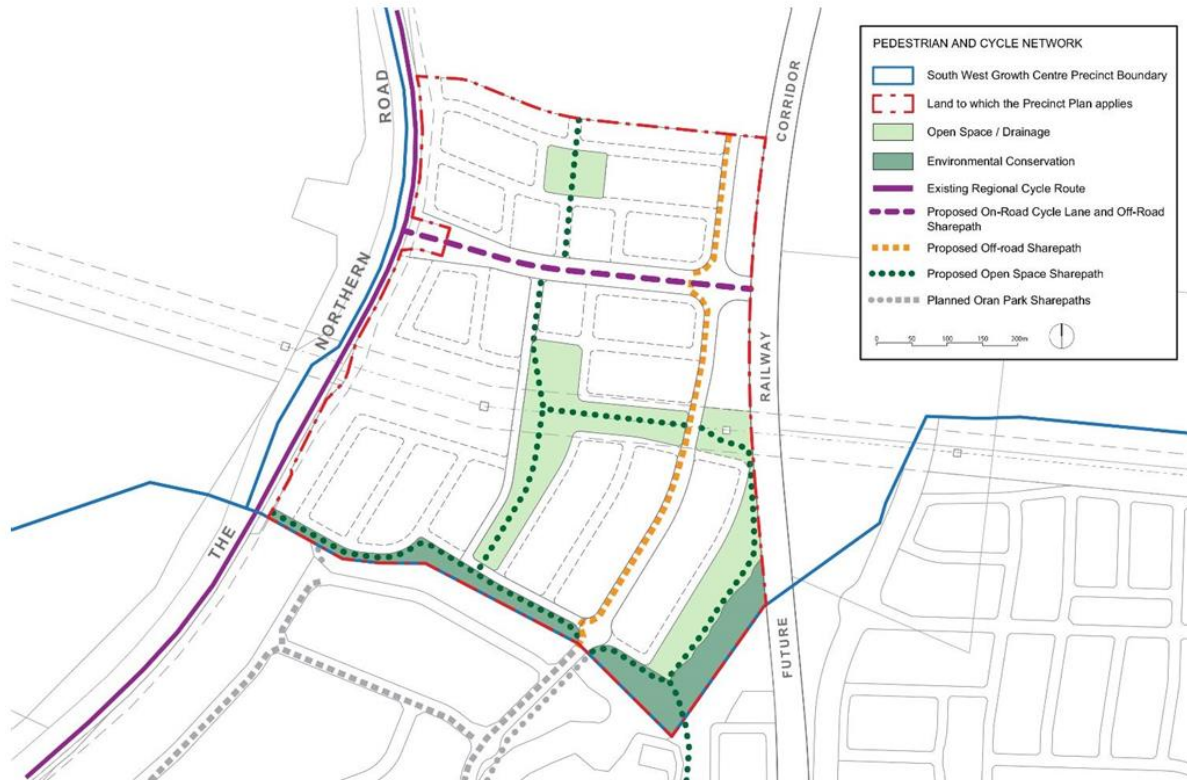 PEDESTRIAN AND CYCLE NETWORK
South West Growth Centre Precinct Boundary
Land to which the Precinct Plan applies
Open Space / Drainage
Environmental Conservation
Existing Regional Cycle Route
Proposed On-Road Cycle Lane and Off-Road
Sharepath
Proposed Off-road Sharepath
Proposed Open Space Sharepath
Planned Oran Park Sharepaths
0 50 100 150 200m
THE NORTHERN ROAD
FUTURE RAILWAY CORRIDOR